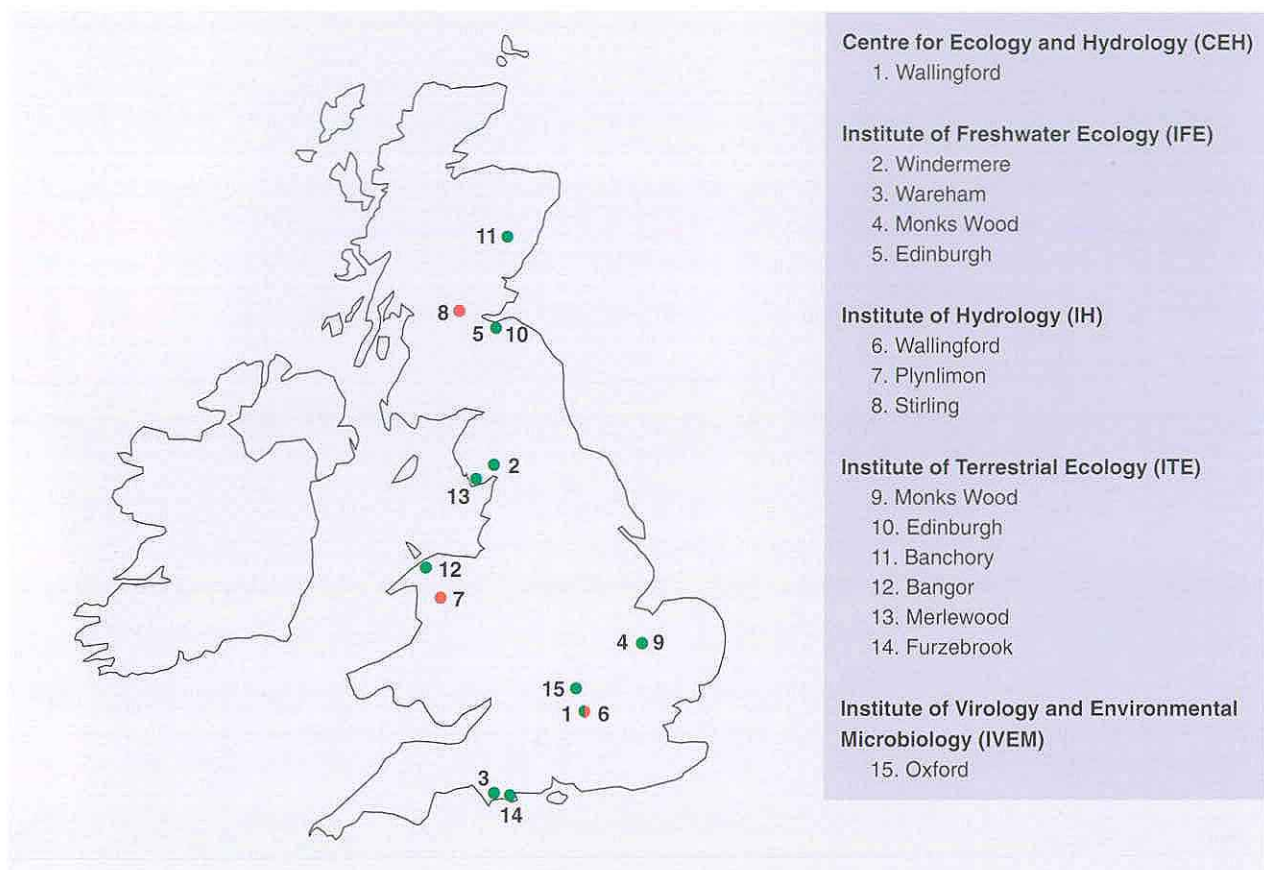 Centre for Ecology and Hydrology (CEH)
1. Wallingford
Institute of Freshwater Ecology (IFE)
2. Windermere
3. Wareham
4. Monks Wood
5. Edinburgh
Institute of Hydrology (IH)
6. Wallingford
7. Plynlimon
8. Stirling
Institute of Terrestrial Ecology (ITE)
9. Monks Wood
10. Edinburgh
11. Banchory
12. Bangor
13. Merlewood
14. Furzebrook
Institute of Virology and Environmental
Microbiology (IVEM)
15. Oxford
11
8
5 10
2
13
12
7
4 9
15
1 6
3
14